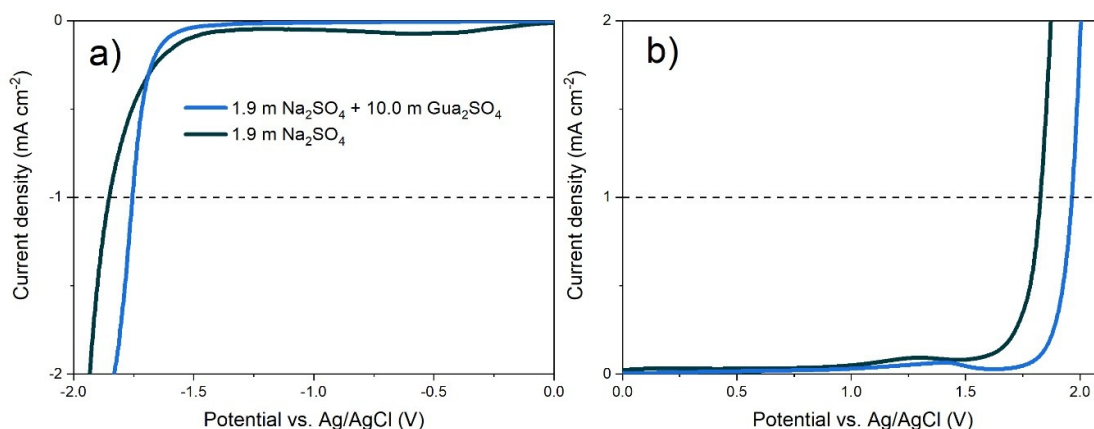 a)
0
-1
-2
Current density (mA cm⁻²)
1.9 m Na₂SO₄ + 10.0 m Gua₂SO₄
1.9 m Na₂SO₄
-2.0 -1.5 -1.0 -0.5 0.0
Potential vs. Ag/AgCl (V)
b)
2
1
0
Current density (mA cm⁻²)
0.0 0.5 1.0 1.5 2.0
Potential vs. Ag/AgCl (V)